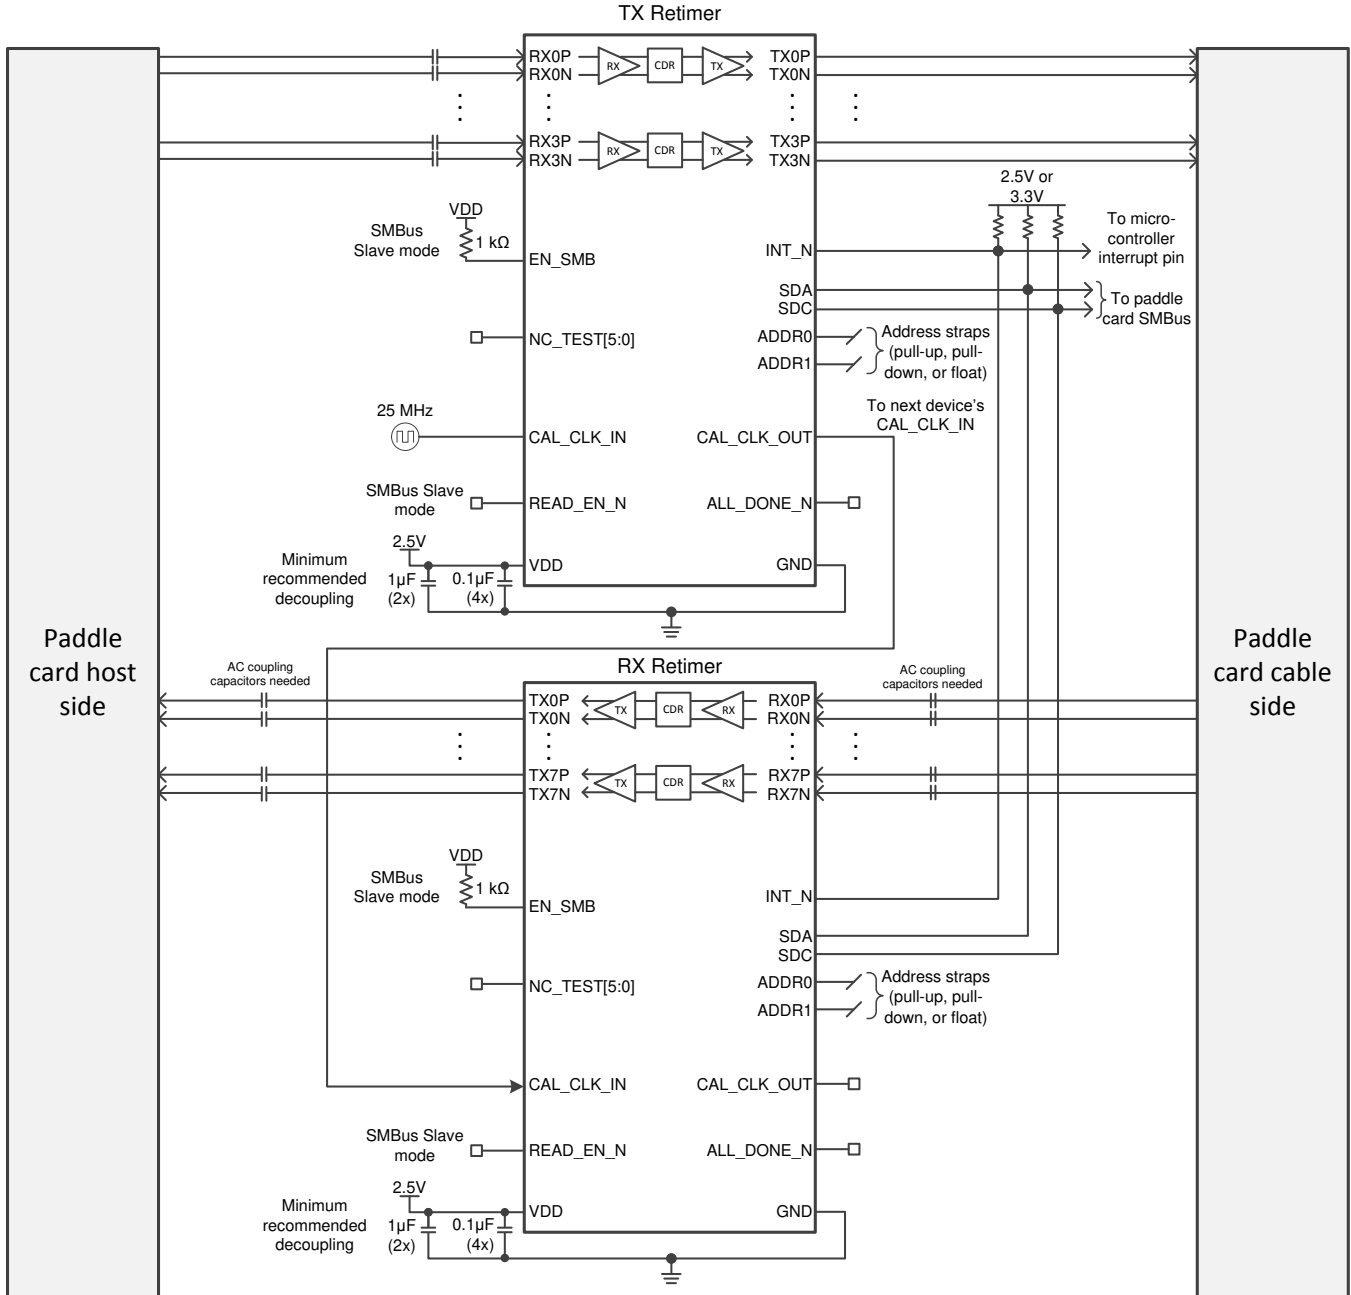 TX Retimer
RX0P
RX0N
RX
CDR
TX
TX0P
TX0N
RX3P
RX3N
RX
CDR
TX
TX3P
TX3N
2.5V or
3.3V
VDD
SMBus
Slave mode
1 kΩ
EN_SMB
INT_N
To micro-
controller
interrupt pin
SDA
SDC
To paddle
card SMBus
NC_TEST[5:0]
ADDR0
ADDR1
Address straps
(pull-up, pull-
down, or float)
25 MHz
CAL_CLK_IN
CAL_CLK_OUT
To next device's
CAL_CLK_IN
SMBus Slave
mode
READ_EN_N
ALL_DONE_N
2.5V
Minimum
recommended
decoupling
1µF
(2x)
0.1µF
(4x)
VDD
GND
Paddle
card host
side
Paddle
card cable
side
RX Retimer
AC coupling
capacitors needed
AC coupling
capacitors needed
TX0P
TX0N
TX
CDR
RX
RX0P
RX0N
TX7P
TX7N
TX
CDR
RX
RX7P
RX7N
VDD
SMBus
Slave mode
1 kΩ
EN_SMB
INT_N
SDA
SDC
NC_TEST[5:0]
ADDR0
ADDR1
Address straps
(pull-up, pull-
down, or float)
CAL_CLK_IN
CAL_CLK_OUT
SMBus Slave
mode
READ_EN_N
ALL_DONE_N
2.5V
Minimum
recommended
decoupling
1µF
(2x)
0.1µF
(4x)
VDD
GND